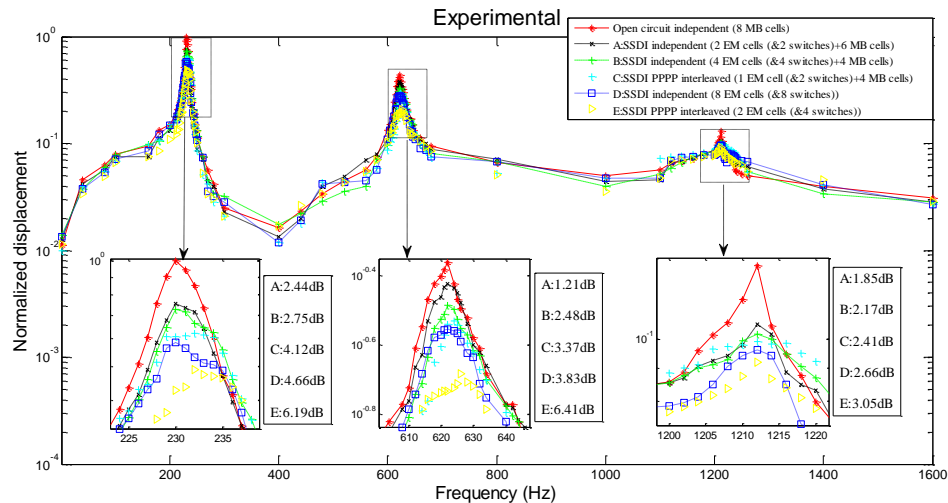 Experimental
Open circuit independent (8 MB cells)
A:SSDI independent (2 EM cells (&2 switches)+6 MB cells)
B:SSDI independent (4 EM cells (&4 switches)+4 MB cells)
C:SSDI PPPP interleaved (1 EM cell (&2 switches)+4 MB cells)
D:SSDI independent (8 EM cells (&8 switches))
E:SSDI PPPP interleaved (2 EM cells (&4 switches))
Normalized displacement
10^0
10^-1
10^-2
10^-3
10^-4
10^0
225 230 235
A:2.44dB
B:2.75dB
C:4.12dB
D:4.66dB
E:6.19dB
10^-0.4
10^-0.6
10^-0.8
610 620 630 640
A:1.21dB
B:2.48dB
C:3.37dB
D:3.83dB
E:6.41dB
10^-1
1200 1205 1210 1215 1220
A:1.85dB
B:2.17dB
C:2.41dB
D:2.66dB
E:3.05dB
200 400 600 800 1000 1200 1400 1600
Frequency (Hz)